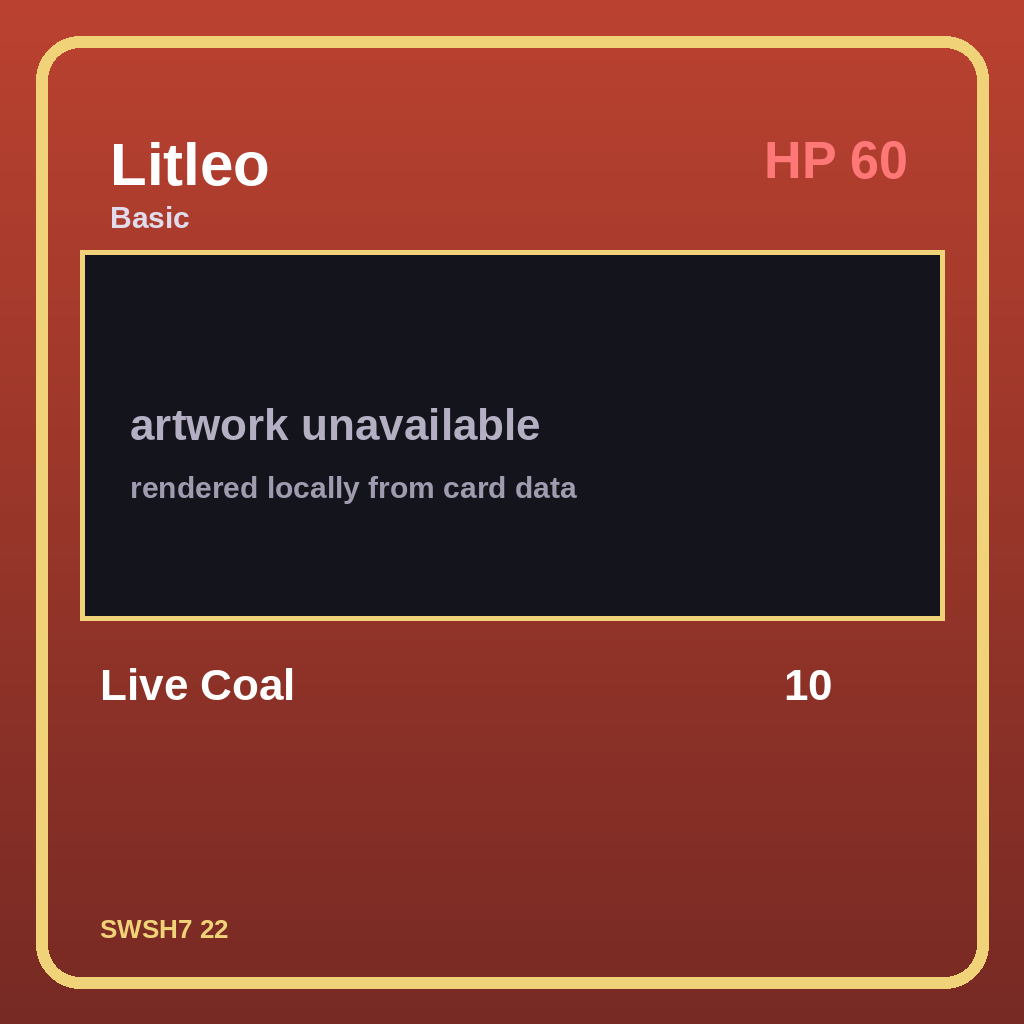 Litleo
HP 60
Basic
artwork unavailable
rendered locally from card data
Live Coal 10
SWSH7 22